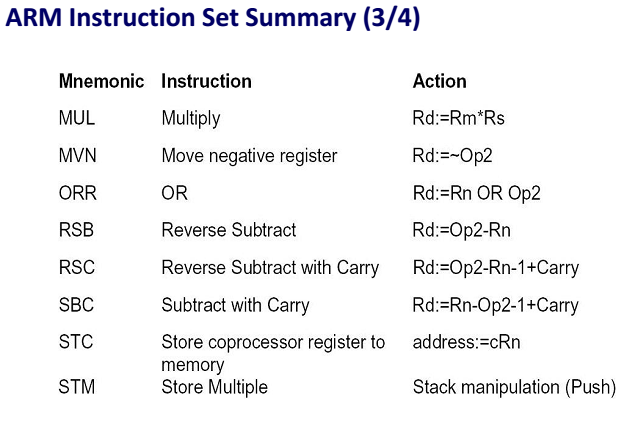 ARM Instruction Set Summary (3/4)
Mnemonic Instruction Action
MUL Multiply Rd:=Rm*Rs
MVN Move negative register Rd:=~Op2
ORR OR Rd:=Rn OR Op2
RSB Reverse Subtract Rd:=Op2-Rn
RSC Reverse Subtract with Carry Rd:=Op2-Rn-1+Carry
SBC Subtract with Carry Rd:=Rn-Op2-1+Carry
STC Store coprocessor register to address:=cRn
memory
STM Store Multiple Stack manipulation (Push)